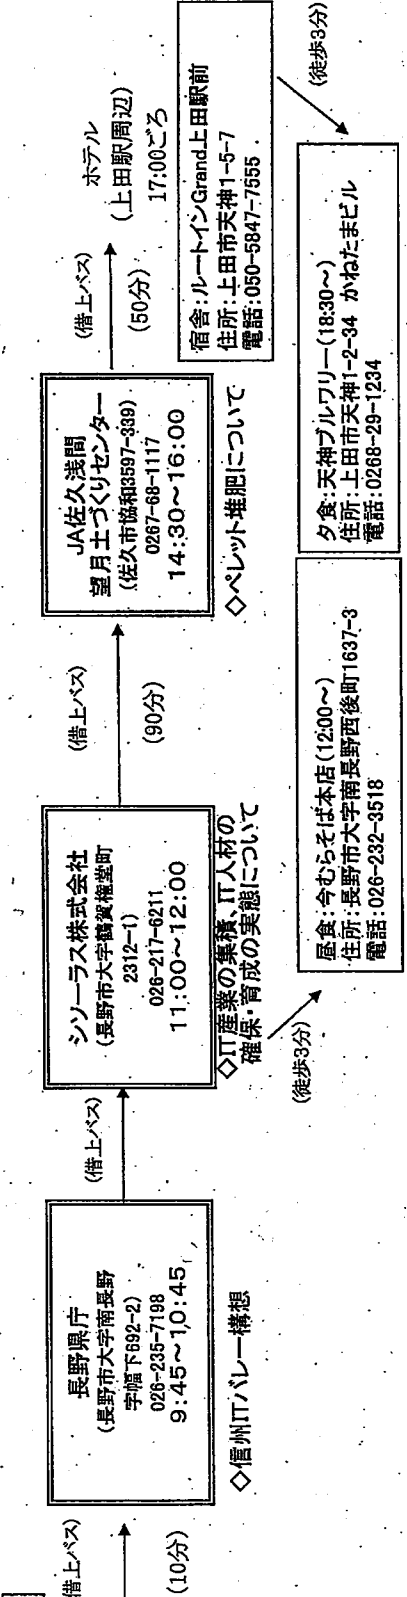 借上バス)
(10分)
長野県庁
(長野市大字南長野
字幅下692-2)
026-235-7198
9:45~10:45
◇信州ITバレー構想
(借上バス)
シソーラス株式会社
(長野市大字鶴賀権堂町
2312-1)
026-217-6211
11:00~12:00
◇IT産業の集積、IT人材の
確保・育成の実態について
(徒歩3分)
昼食:今むらそば本店(12:00~)
住所:長野市大字南長野西後町1637-3
電話:026-232-3518
(借上バス)
(90分)
JA佐久浅間
望月土づくりセンター
(佐久市協和3597-339)
0267-68-1117
14:30~16:00
◇ペレット堆肥について
(借上バス)
(50分)
ホテル
(上田駅周辺)
17:00ごろ
宿舎:ルートインGrand上田駅前
住所:上田市天神1-5-7
電話:050-5847-7555
(徒歩3分)
夕食:天神ブルワリー(18:30~)
住所:上田市天神1-2-34 かねたまビル
電話:0268-29-1234